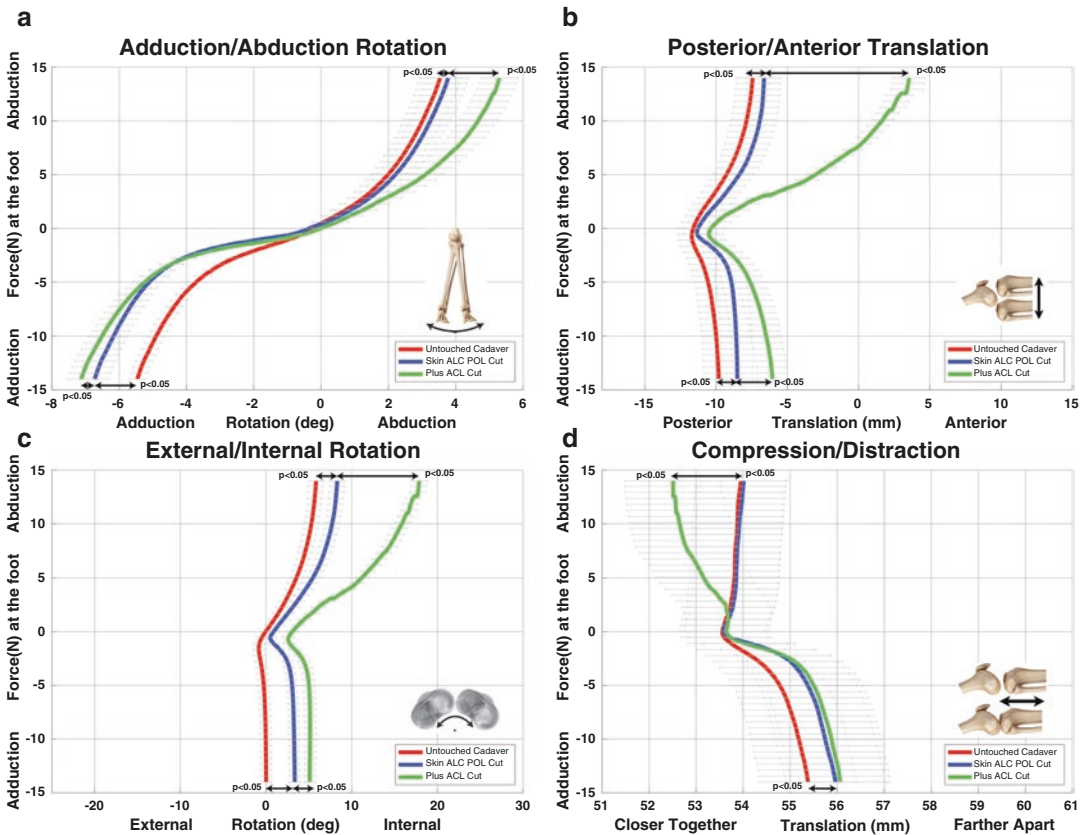 a
Adduction/Abduction Rotation
Force(N) at the foot
Abduction
Adduction
15
10
5
0
-5
-10
-15
p<0.05
p<0.05
p<0.05
p<0.05
Untouched Cadaver
Skin ALC POL Cut
Plus ACL Cut
-8 -6 -4 -2 0 2 4 6 8
Adduction Rotation (deg) Abduction
b
Posterior/Anterior Translation
Force(N) at the foot
Abduction
Adduction
15
10
5
0
-5
-10
-15
p<0.05
p<0.05
p<0.05
p<0.05
Untouched Cadaver
Skin ALC POL Cut
Plus ACL Cut
-15 -10 -5 0 5 10 15
Posterior Translation (mm) Anterior
c
External/Internal Rotation
Force(N) at the foot
Abduction
Adduction
15
10
5
0
-5
-10
-15
p<0.05
p<0.05
p<0.05
p<0.05
Untouched Cadaver
Skin ALC POL Cut
Plus ACL Cut
-20 -10 0 10 20 30
External Rotation (deg) Internal
d
Compression/Distraction
Force(N) at the foot
Abduction
Adduction
15
10
5
0
-5
-10
-15
p<0.05
p<0.05
p<0.05
Untouched Cadaver
Skin ALC POL Cut
Plus ACL Cut
51 52 53 54 55 56 57 58 59 60 61
Closer Together Translation (mm) Farther Apart